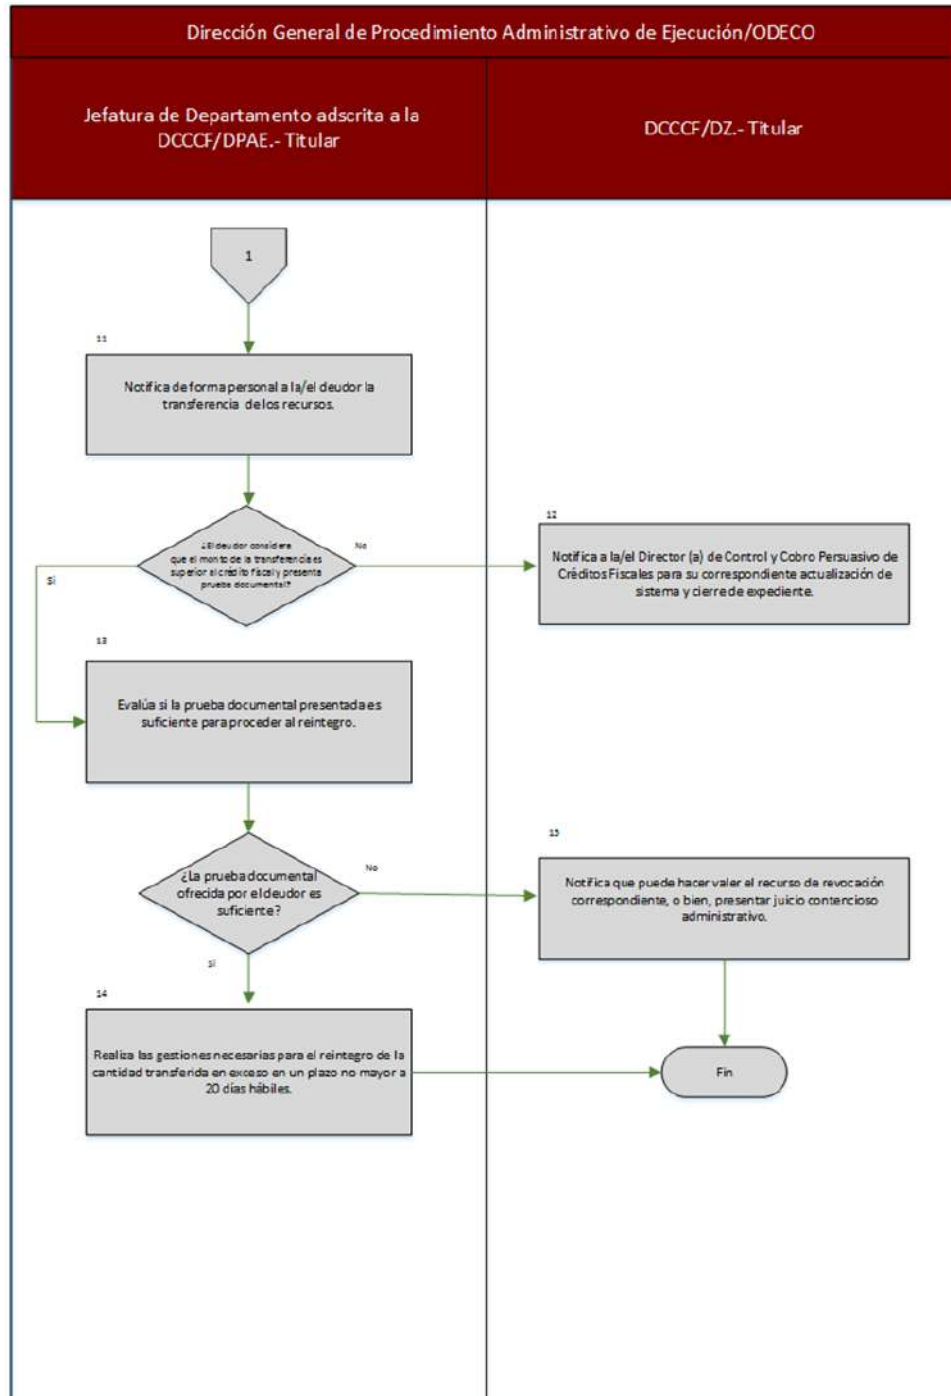 Dirección General de Procedimiento Administrativo de Ejecución/ODECO
Jefatura de Departamento adscrita a la
DCCCF/DPAE.- Titular
DCCCF/DZ.- Titular
1
11
Notifica de forma personal a la/el deudor la
transferencia de los recursos.
¿El deudor considera
que el monto de la transferencia es
superior al crédito fiscal y presenta
prueba documental?
No
Si
12
Notifica a la/el Director (a) de Control y Cobro Persuasivo de
Créditos Fiscales para su correspondiente actualización de
sistema y cierre de expediente.
13
Evalúa si la prueba documental presentada es
suficiente para proceder al reintegro.
¿La prueba documental
ofrecida por el deudor es
suficiente?
No
Si
15
Notifica que puede hacer valer el recurso de revocación
correspondiente, o bien, presentar juicio contencioso
administrativo.
14
Realiza las gestiones necesarias para el reintegro de la
cantidad transferida en exceso en un plazo no mayor a
20 días hábiles.
Fin